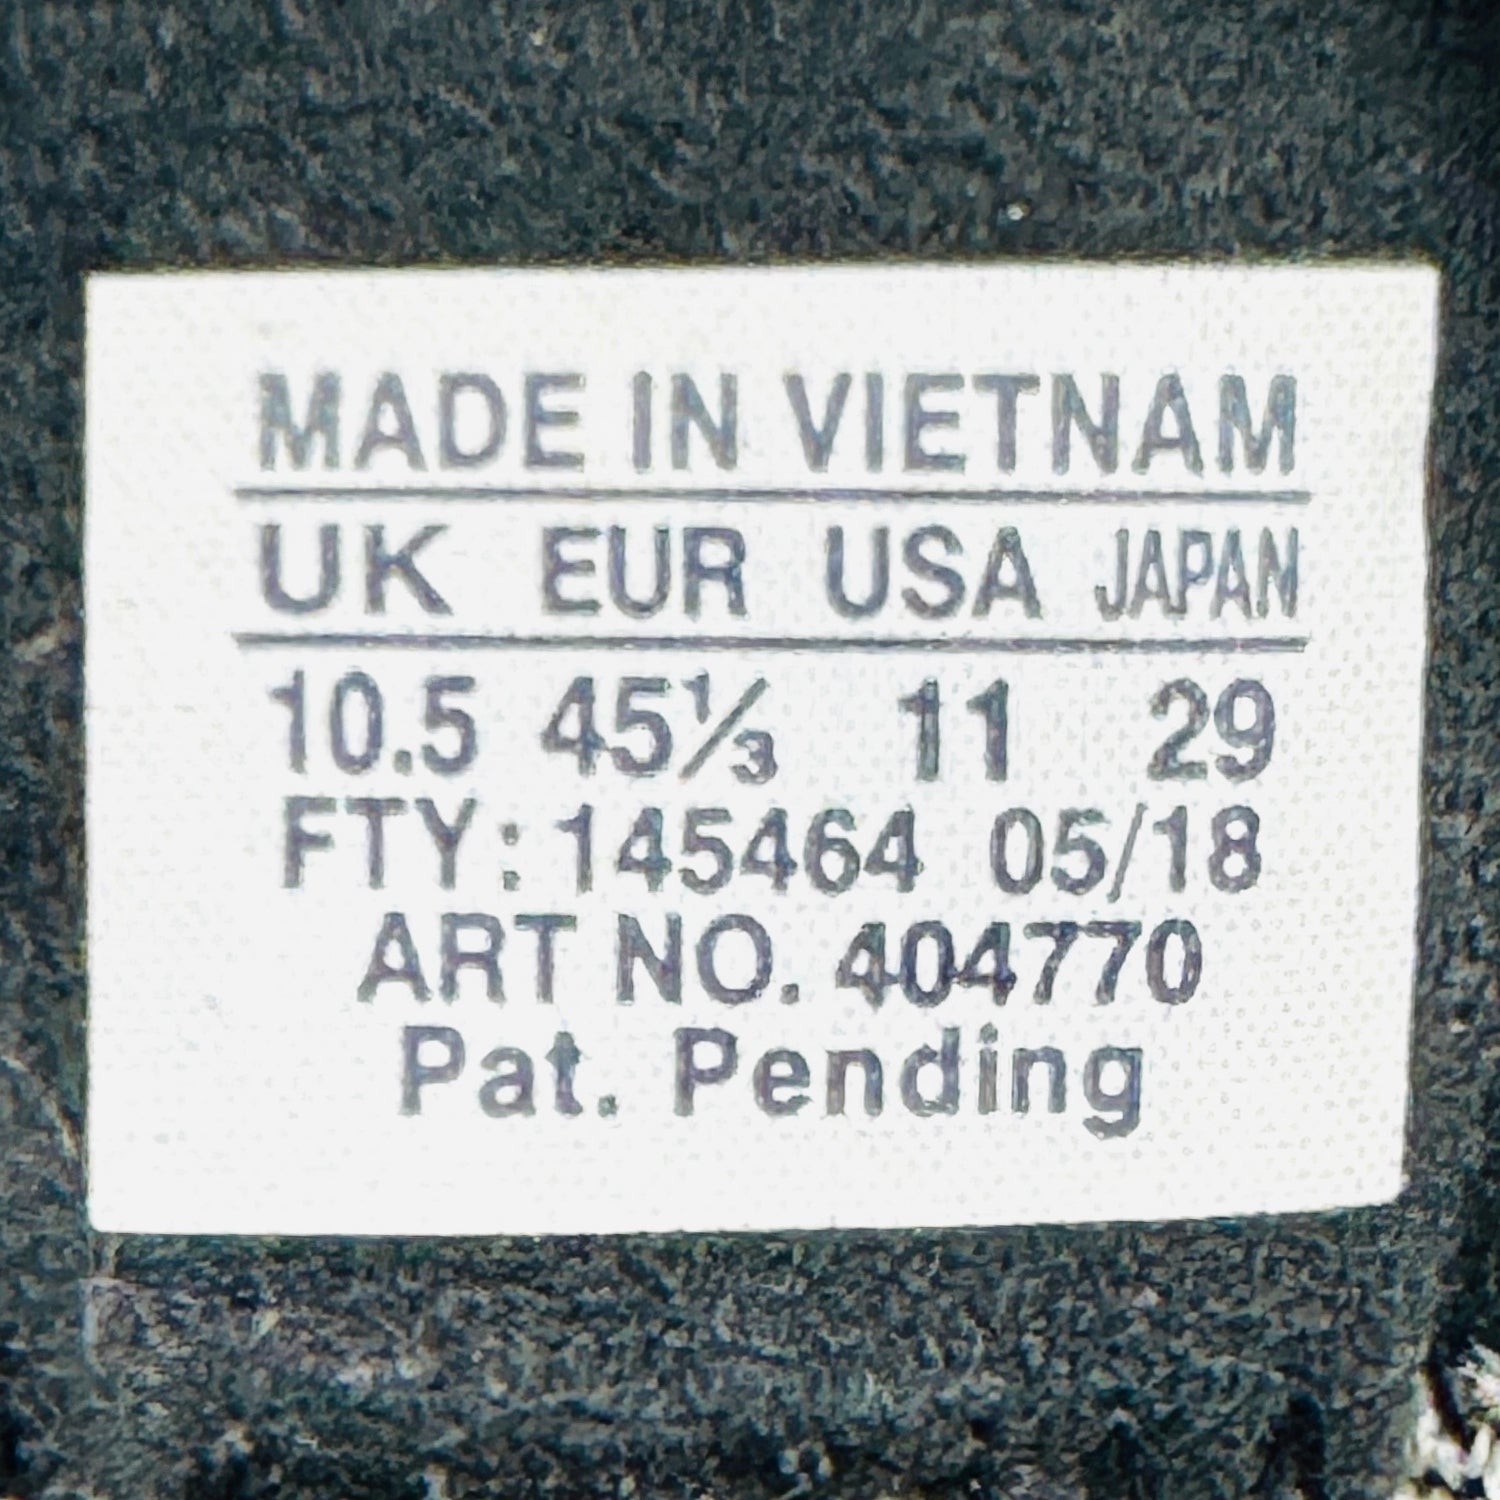 MADE IN VIETNAM
UK EUR USA JAPAN
10.5 45⅓ 11 29
FTY: 145464 05/18
ART NO. 404770
Pat. Pending